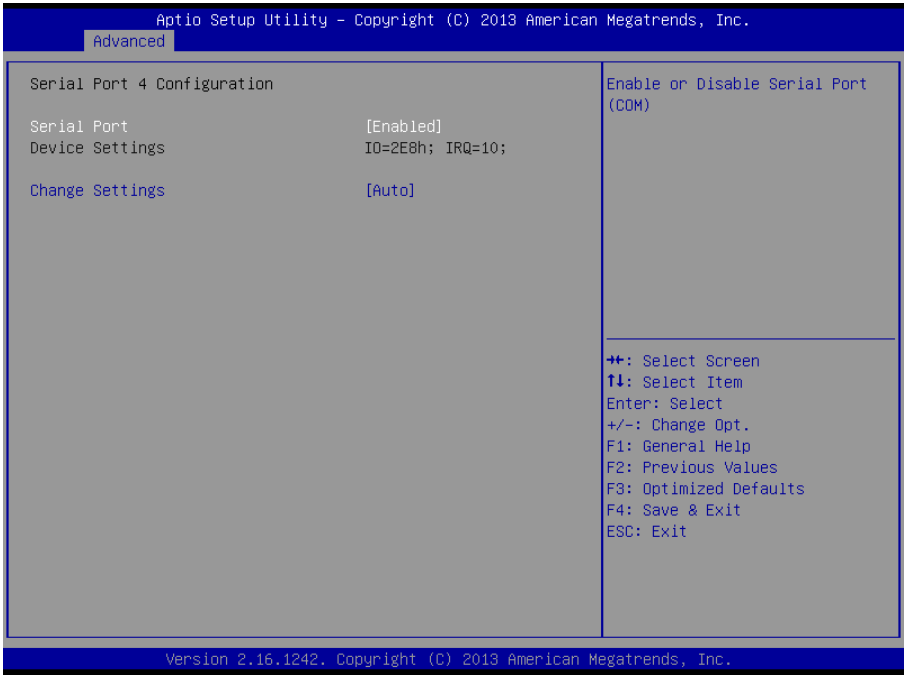 Aptio Setup Utility – Copyright (C) 2013 American Megatrends, Inc.
Advanced
Serial Port 4 Configuration
Serial Port [Enabled]
Device Settings IO=2E8h; IRQ=10;
Change Settings [Auto]
Enable or Disable Serial Port
(COM)
→←: Select Screen
↑↓: Select Item
Enter: Select
+/-: Change Opt.
F1: General Help
F2: Previous Values
F3: Optimized Defaults
F4: Save & Exit
ESC: Exit
Version 2.16.1242. Copyright (C) 2013 American Megatrends, Inc.